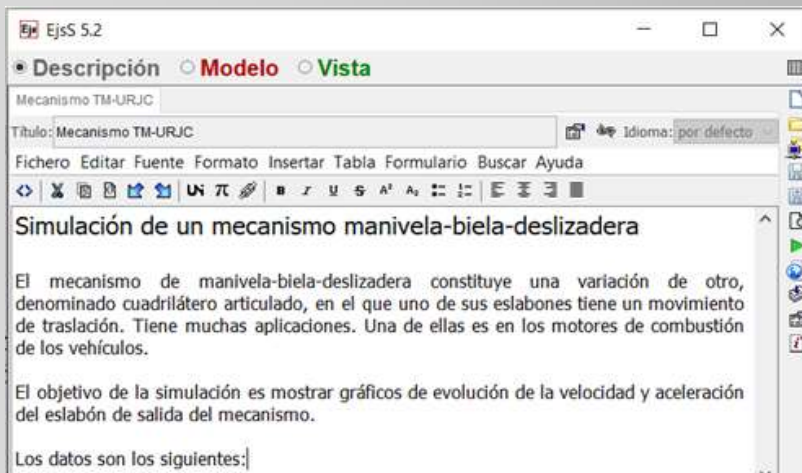 EjsS 5.2
Descripción Modelo Vista
Mecanismo TM-URJC
Título: Mecanismo TM-URJC Idioma: por defecto
Fichero Editar Fuente Formato Insertar Tabla Formulario Buscar Ayuda
Simulación de un mecanismo manivela-biela-deslizadera
El mecanismo de manivela-biela-deslizadera constituye una variación de otro,
denominado cuadrilátero articulado, en el que uno de sus eslabones tiene un movimiento
de traslación. Tiene muchas aplicaciones. Una de ellas es en los motores de combustión
de los vehículos.
El objetivo de la simulación es mostrar gráficos de evolución de la velocidad y aceleración
del eslabón de salida del mecanismo.
Los datos son los siguientes: